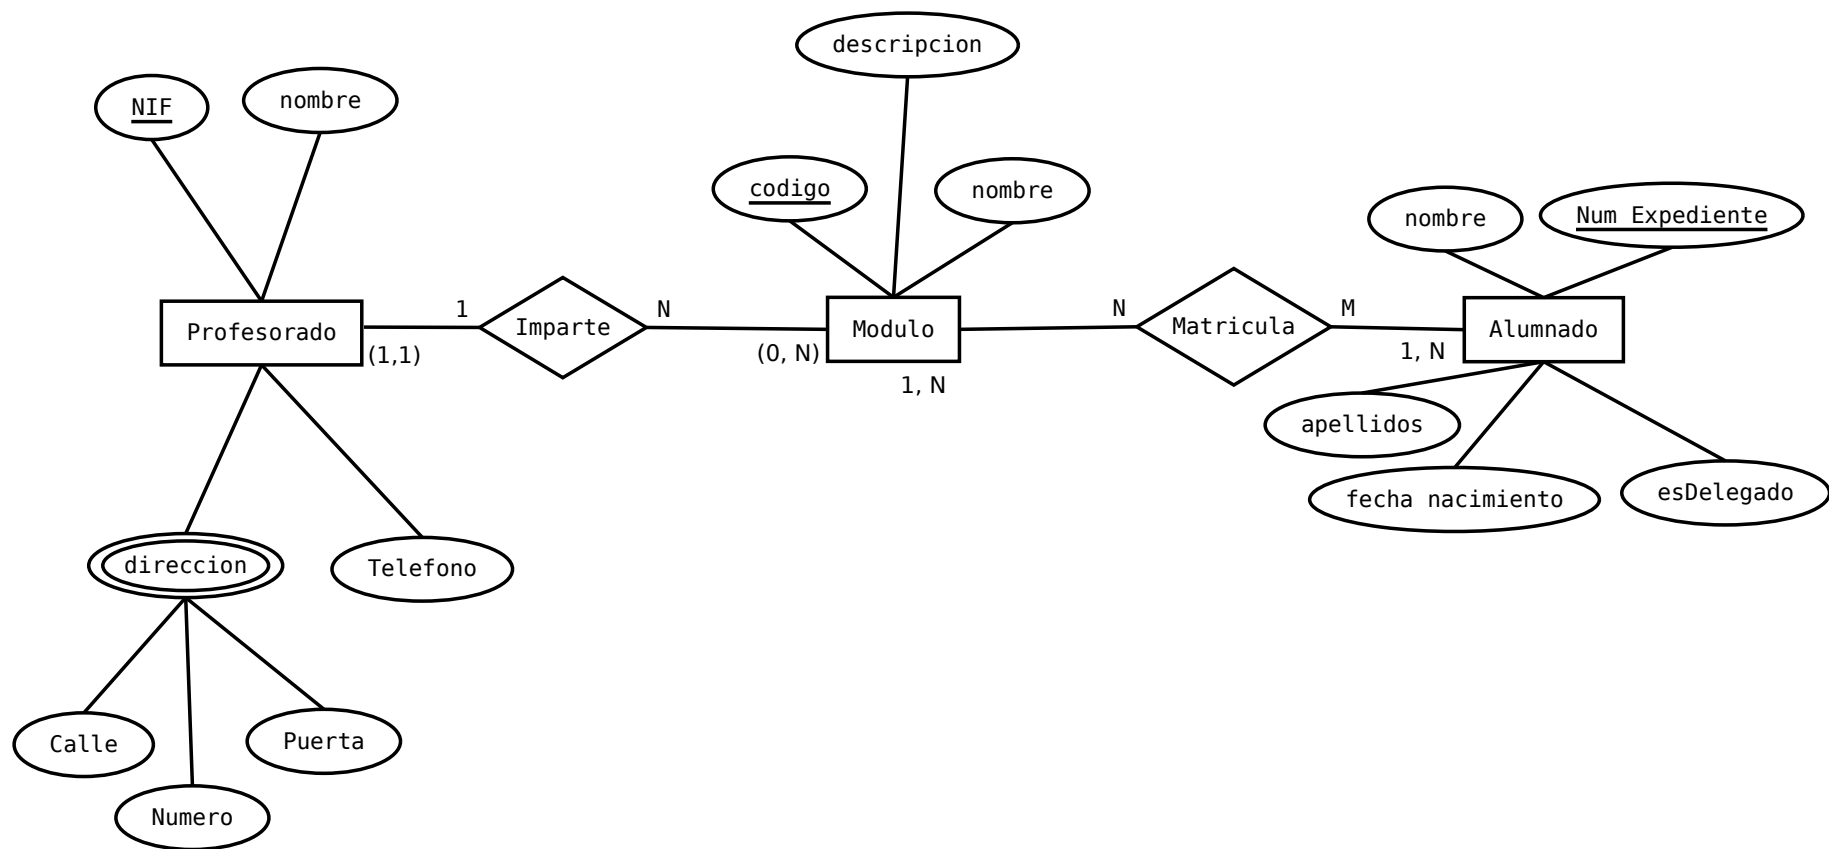 descripcion
NIF
nombre
codigo
nombre
nombre
Num Expediente
Profesorado
1
Imparte
N
Modulo
N
Matricula
M
Alumnado
(1,1)
(0, N)
1, N
1, N
apellidos
fecha nacimiento
esDelegado
direccion
Telefono
Calle
Puerta
Numero